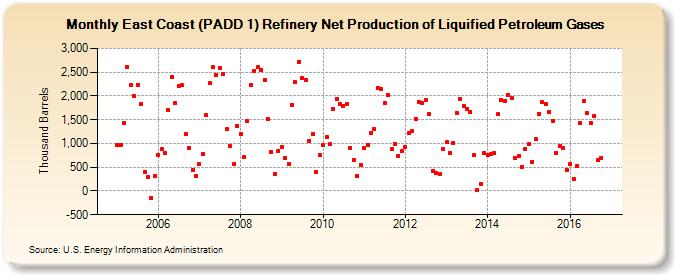 Monthly East Coast (PADD 1) Refinery Net Production of Liquified Petroleum Gases
Thousand Barrels
3,000
2,500
2,000
1,500
1,000
500
0
-500
2006 2008 2010 2012 2014 2016
Source: U.S. Energy Information Administration